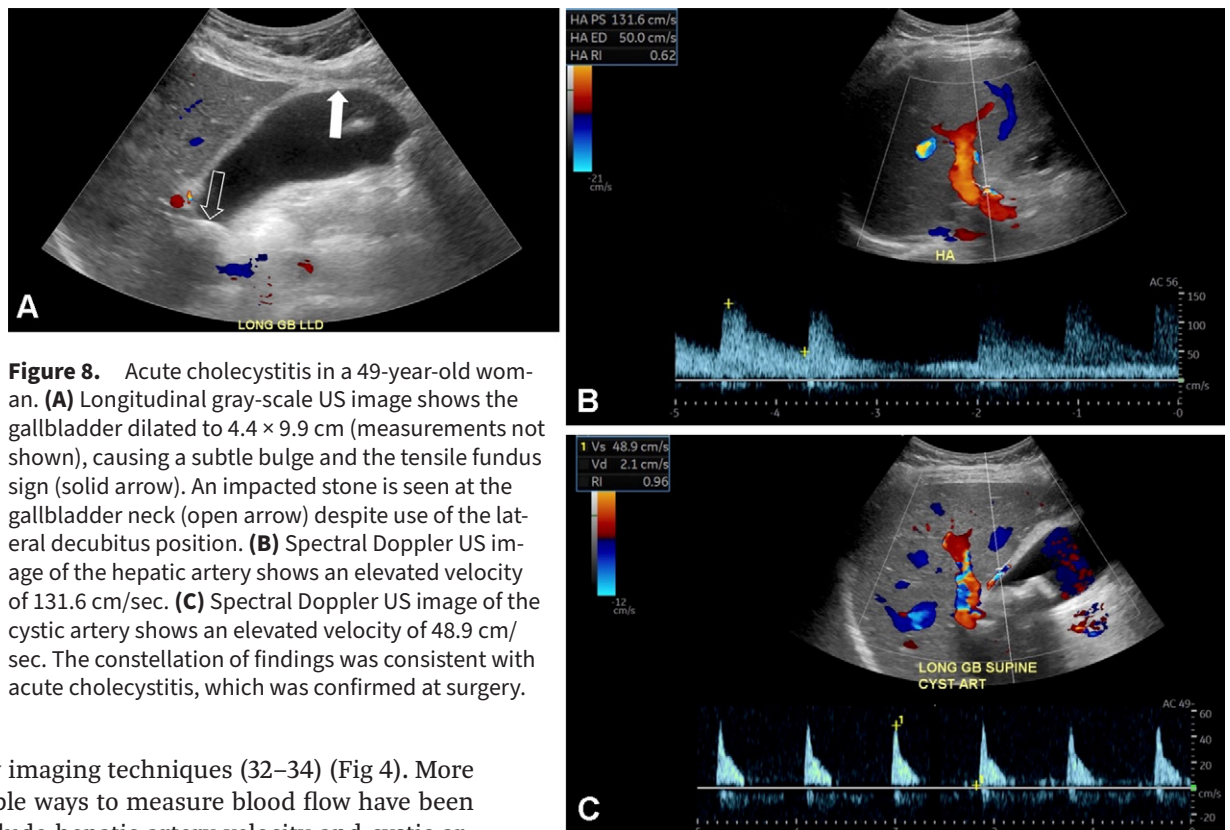 A
LONG GB LLD
HA PS 131.6 cm/s
HA ED 50.0 cm/s
HA RI 0.62
-21
cm/s
HA
AC 56
150
100
50
cm/s
-5 -4 -3 -2 -1 -0
B
Figure 8. Acute cholecystitis in a 49-year-old wom-
an. (A) Longitudinal gray-scale US image shows the
gallbladder dilated to 4.4 × 9.9 cm (measurements not
shown), causing a subtle bulge and the tensile fundus
sign (solid arrow). An impacted stone is seen at the
gallbladder neck (open arrow) despite use of the lat-
eral decubitus position. (B) Spectral Doppler US im-
age of the hepatic artery shows an elevated velocity
of 131.6 cm/sec. (C) Spectral Doppler US image of the
cystic artery shows an elevated velocity of 48.9 cm/
sec. The constellation of findings was consistent with
acute cholecystitis, which was confirmed at surgery.
1 Vs 48.9 cm/s
Vd 2.1 cm/s
RI 0.96
-12
cm/s
LONG GB SUPINE
CYST ART
AC 49
60
40
20
cm/s
-20
1
C
imaging techniques (32–34) (Fig 4). More
ways to measure blood flow have been